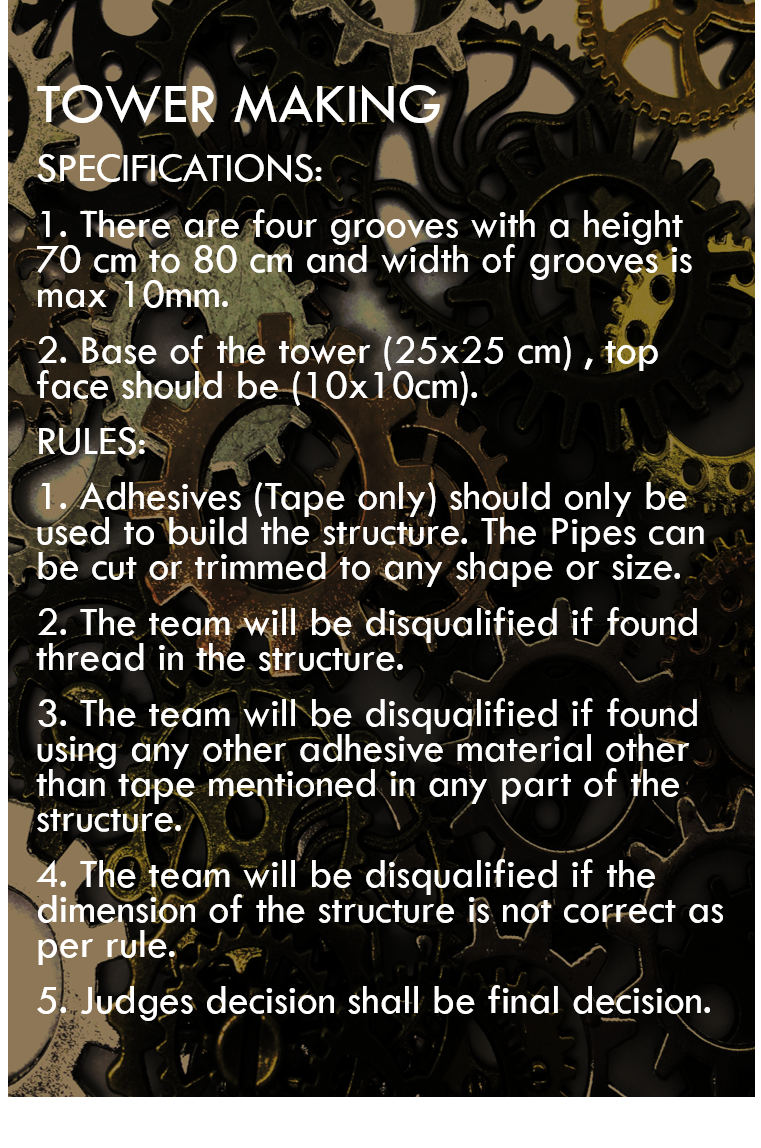 TOWER MAKING
SPECIFICATIONS:
1. There are four grooves with a height
70 cm to 80 cm and width of grooves is
max 10mm.
2. Base of the tower (25x25 cm) , top
face should be (10x10cm).
RULES:
1. Adhesives (Tape only) should only be
used to build the structure. The Pipes can
be cut or trimmed to any shape or size.
2. The team will be disqualified if found
thread in the structure.
3. The team will be disqualified if found
using any other adhesive material other
than tape mentioned in any part of the
structure.
4. The team will be disqualified if the
dimension of the structure is not correct as
per rule.
5. Judges decision shall be final decision.